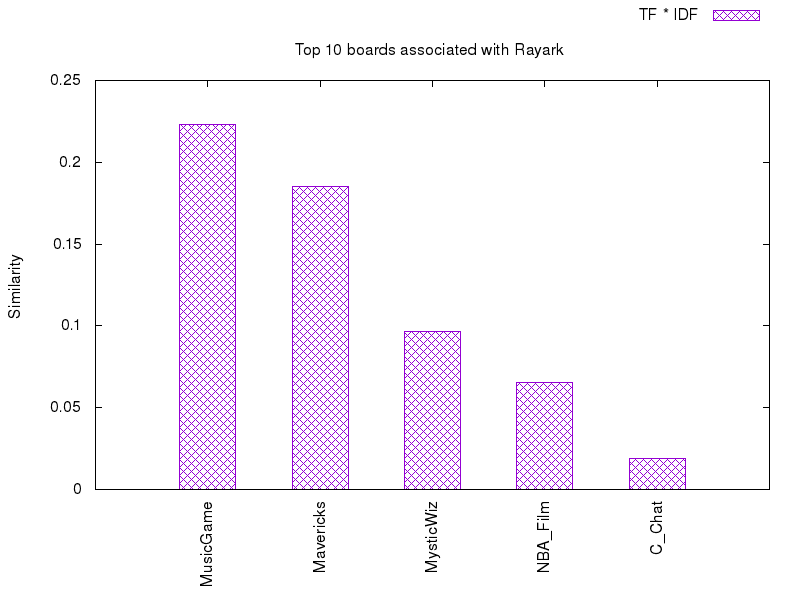 TF * IDF
Top 10 boards associated with Rayark
Similarity
0.25
0.2
0.15
0.1
0.05
0
MusicGame
Mavericks
MysticWiz
NBA_Film
C_Chat